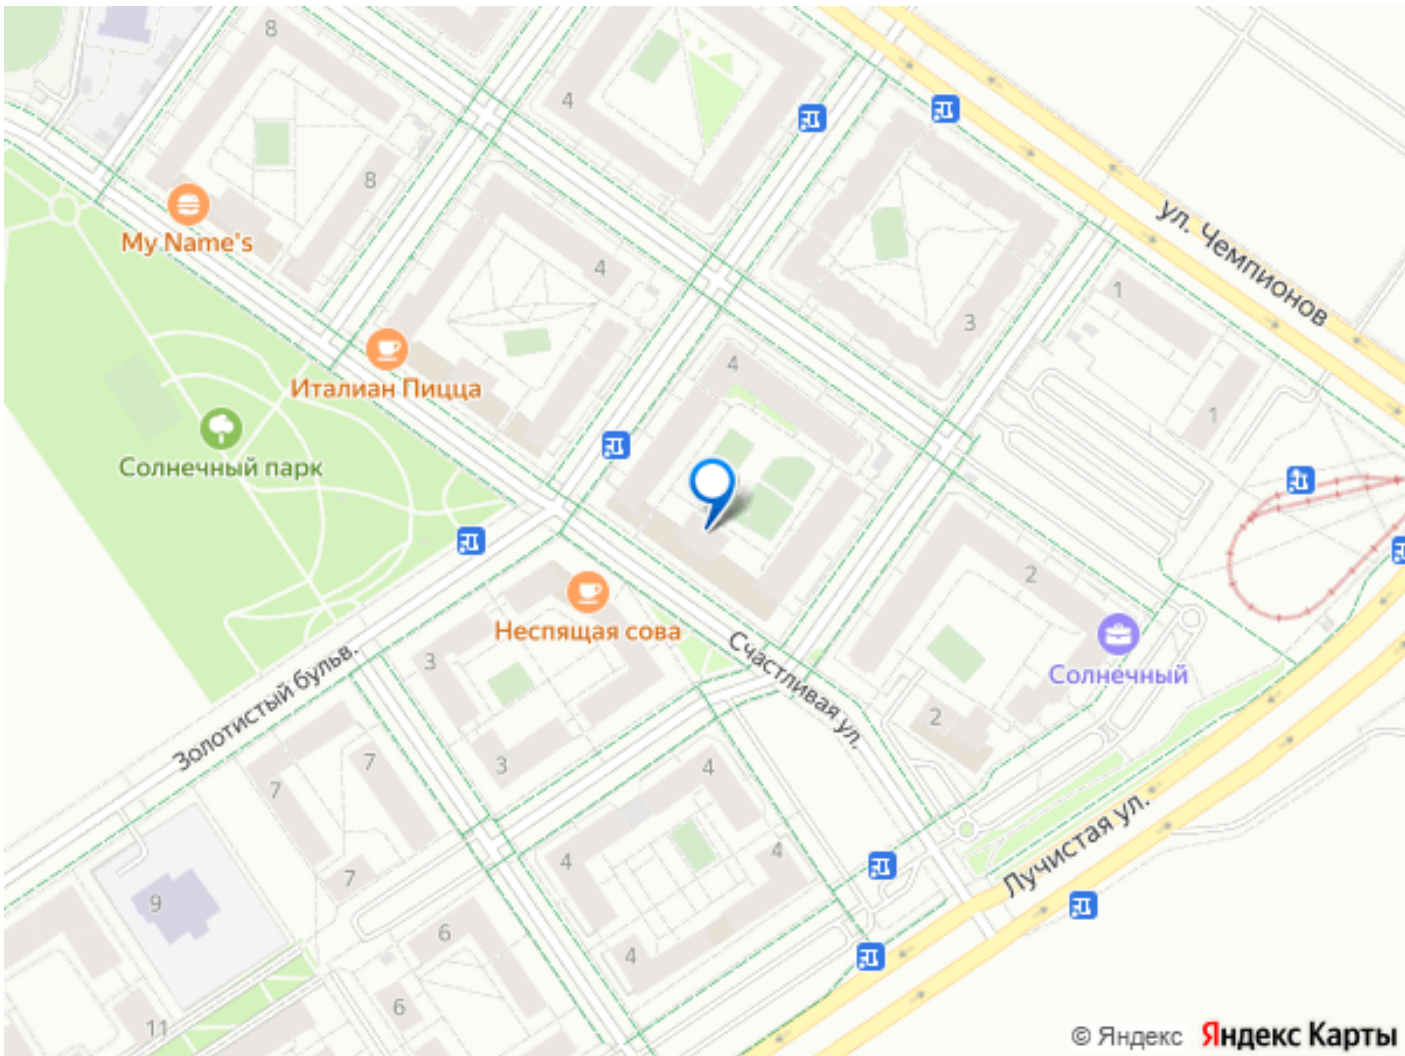 8
4
8
My Name's
4
ул. Чемпионов
1
3
4
Италиан Пицца
1
Солнечный парк
2
Неспящая сова
3
Счастливая ул.
Солнечный
Золотистый бульв.
2
3
7
4
7
Лучистая ул.
4
4
7
9
6
4
6
11
© Яндекс Яндекс Карты